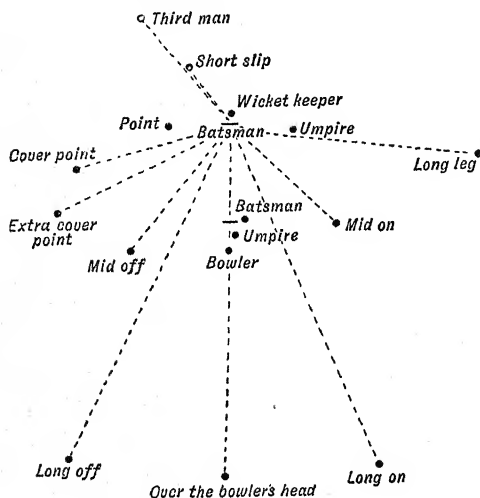 Third man
Short slip
Wicket keeper
Point
Batsman
Umpire
Cover point
Long leg
Extra cover
point
Batsman
Mid on
Umpire
Mid off
Bowler
Long off
Long on
Over the bowler's head